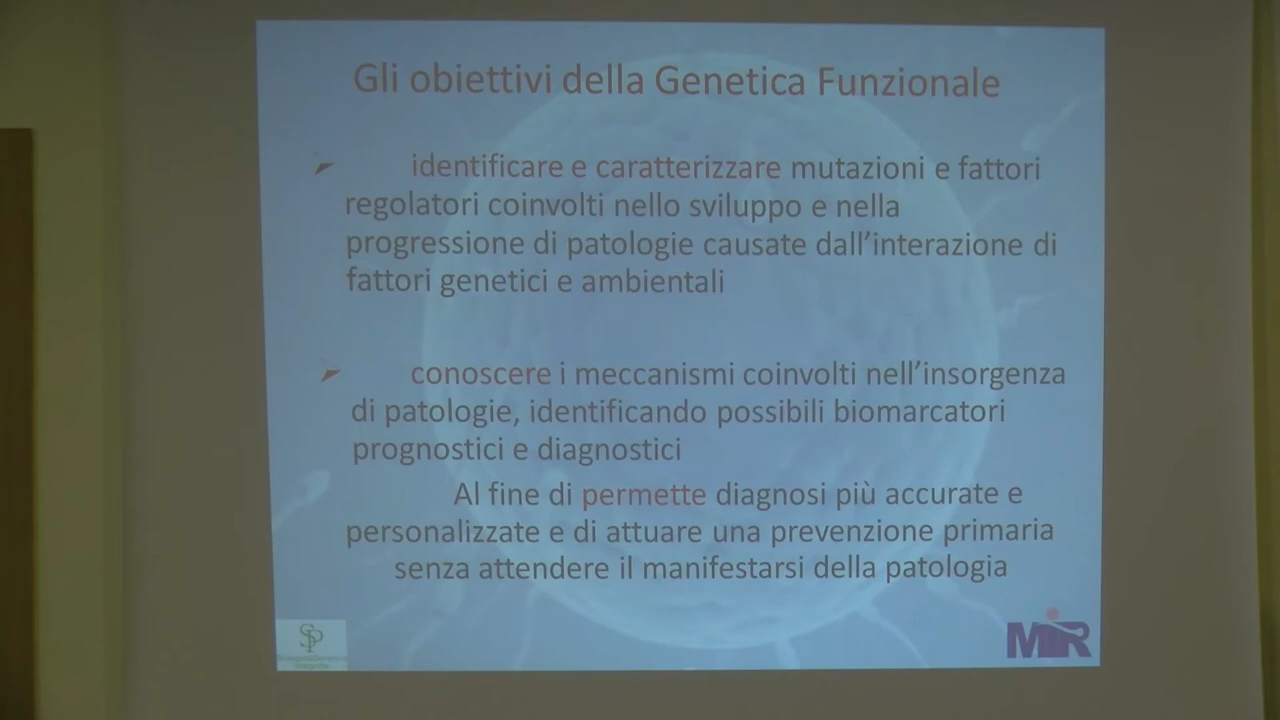 Gli obiettivi della Genetica Funzionale
identificare e caratterizzare mutazioni e fattori
regolatori coinvolti nello sviluppo e nella
progressione di patologie causate dall'interazione di
fattori genetici e ambientali
conoscere i meccanismi coinvolti nell'insorgenza
di patologie, identificando possibili biomarcatori
prognostici e diagnostici
Al fine di permette diagnosi più accurate e
personalizzate e di attuare una prevenzione primaria
senza attendere il manifestarsi della patologia
SP
MIR